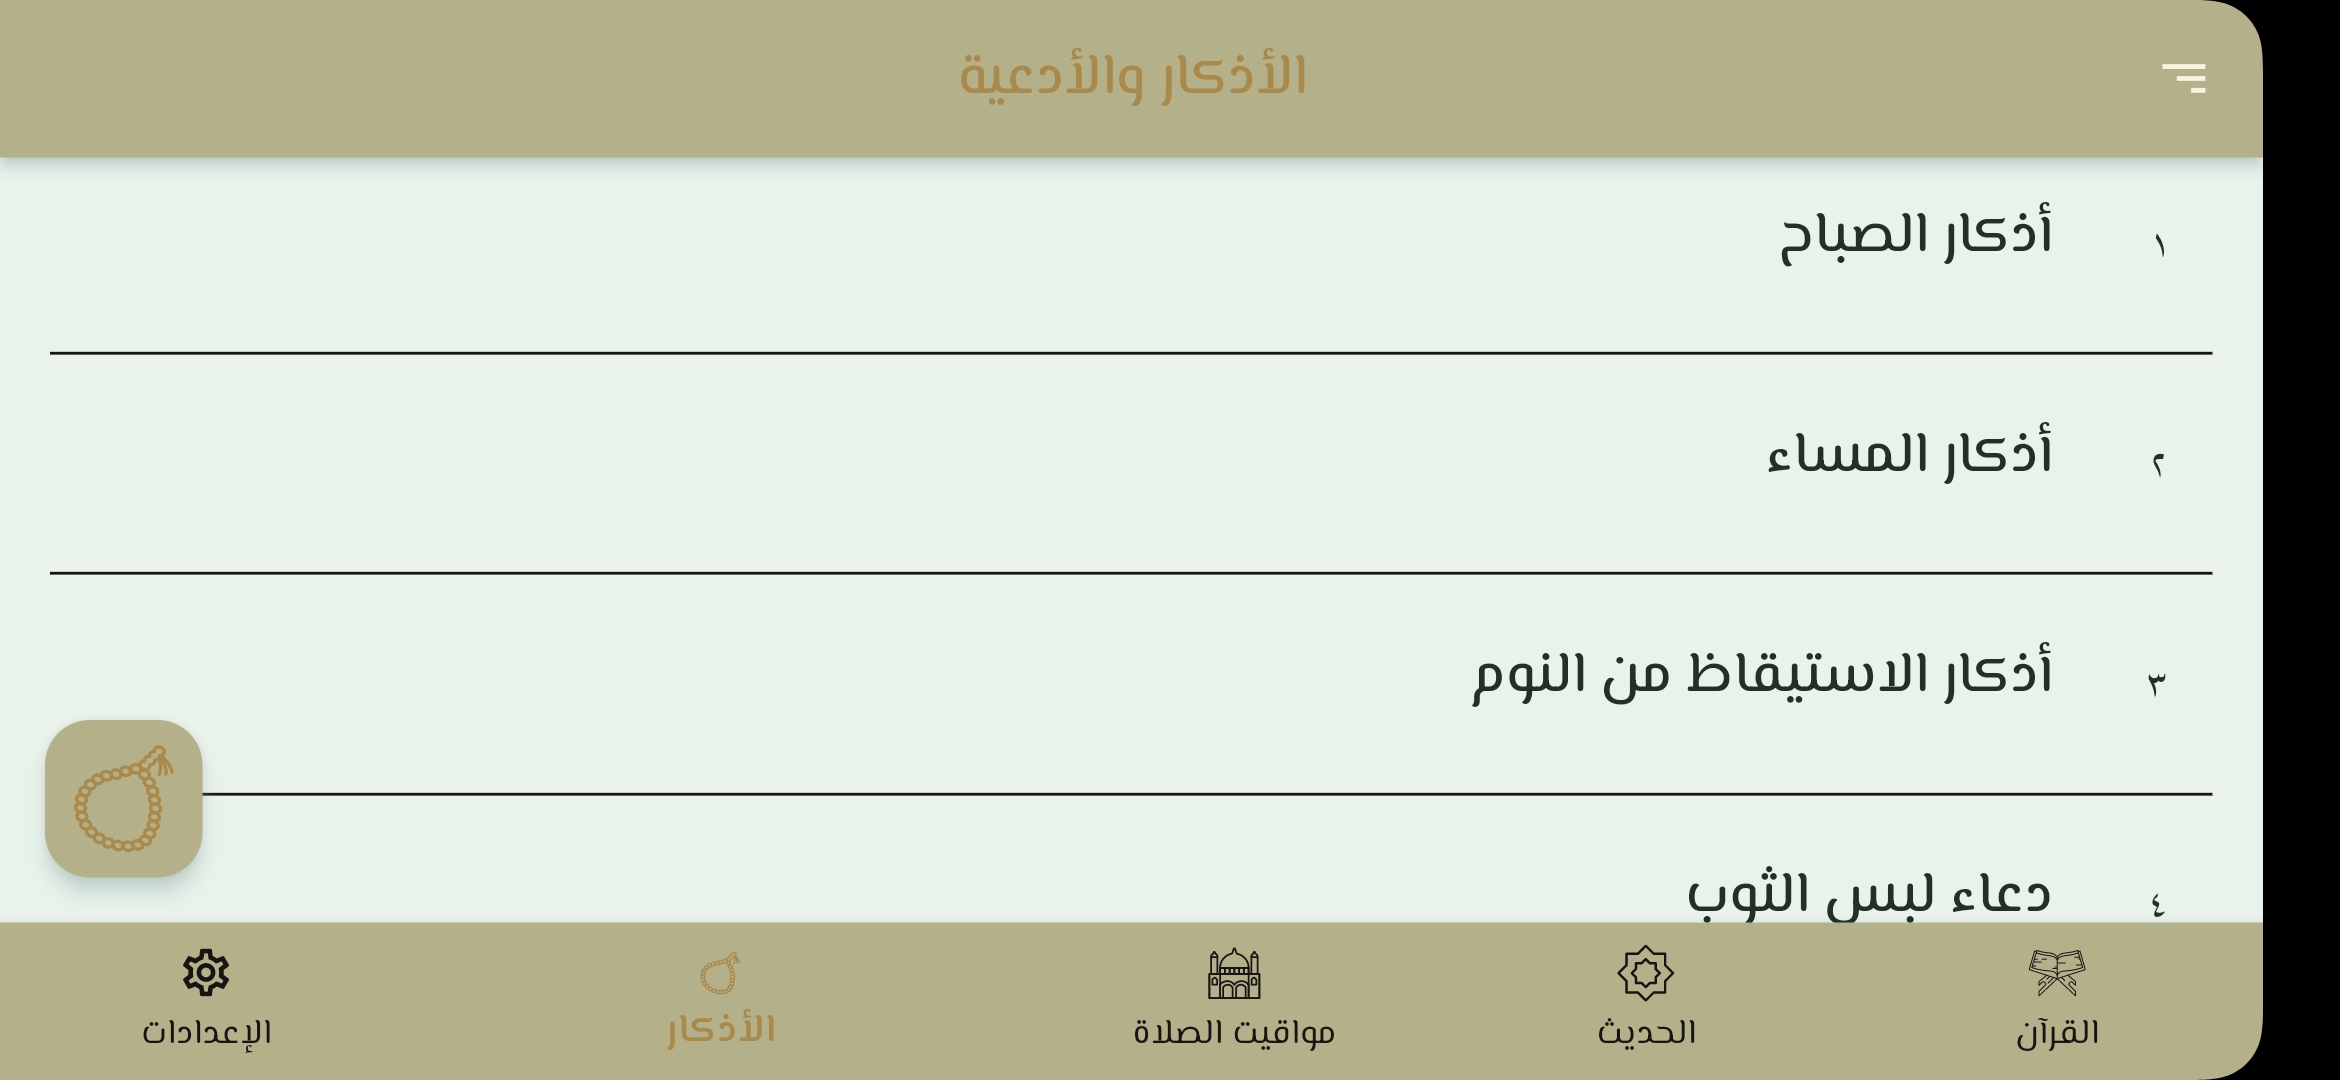 الأذكار والأدعية
١ أذكار الصباح
٢ أذكار المساء
٣ أذكار الاستيقاظ من النوم
٤ دعاء لبس الثوب
القرآن
الحديث
مواقيت الصلاة
الأذكار
الإعدادات